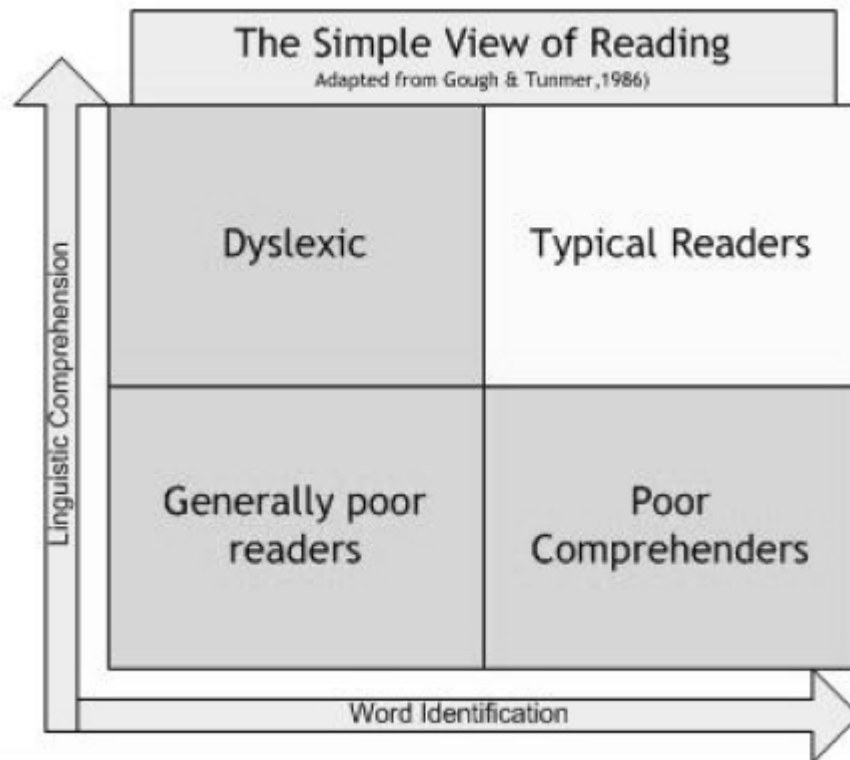 The Simple View of Reading
Adapted from Gough & Tunmer,1986)
Dyslexic
Typical Readers
Generally poor
readers
Poor
Comprehenders
Linguistic Comprehension
Word Identification